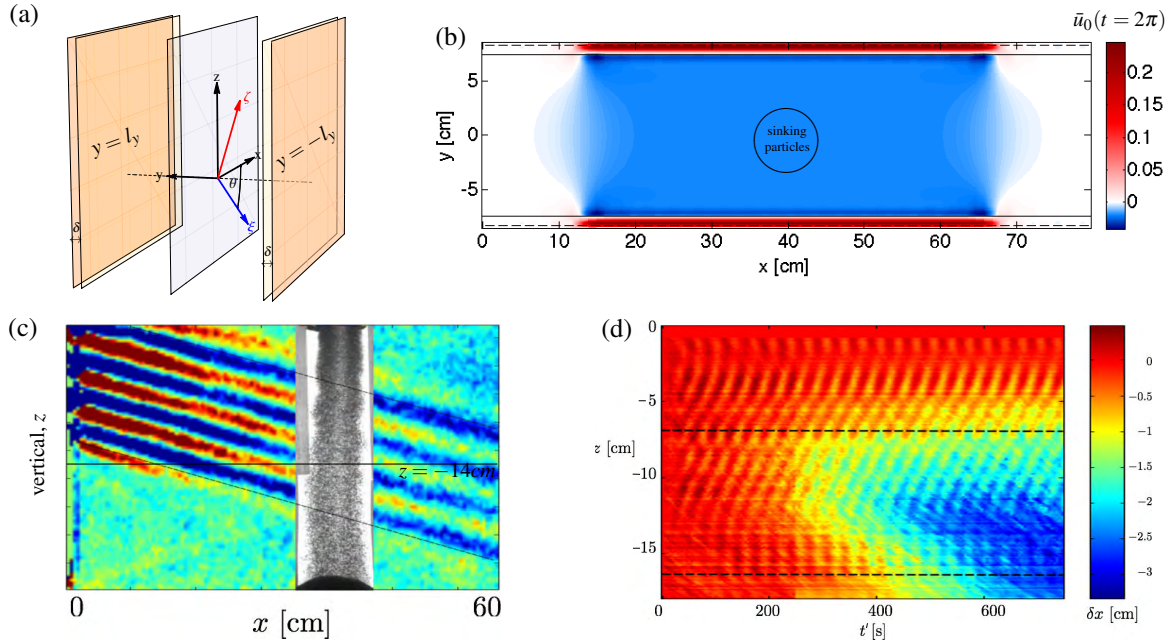 (a)
z
ζ
y = l_y
x
y = -l_y
y
θ
ξ
δ
δ
(b)
ū₀(t = 2π)
5
0
-5
y [cm]
sinking
particles
0 10 20 30 40 50 60 70
x [cm]
0.2
0.15
0.1
0.05
0
(c)
vertical, z
z = −14cm
0 60
x [cm]
(d)
0
−5
−10
−15
z [cm]
0 200 400 600
t′[s]
0
−0.5
−1
−1.5
−2
−2.5
−3
δx [cm]